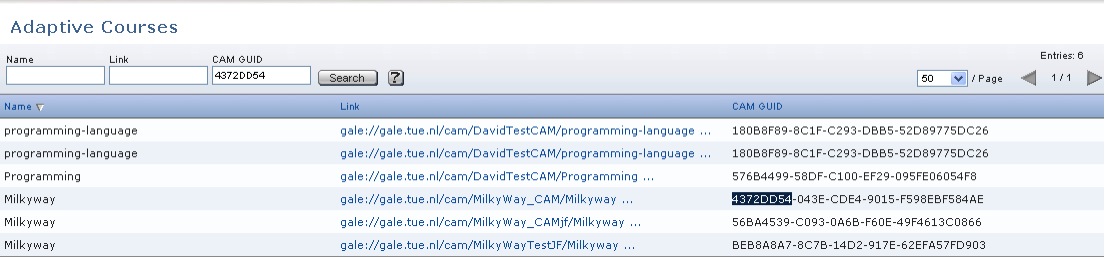 Adaptive Courses
Entries: 6
Name Link CAM GUID
4372DD54 Search ? 50 / Page 1 / 1
Name Link CAM GUID
programming-language gale://gale.tue.nl/cam/DavidTestCAM/programming-language ... 180B8F89-8C1F-C293-DBB5-52D89775DC26
programming-language gale://gale.tue.nl/cam/DavidTestCAM/programming-language ... 180B8F89-8C1F-C293-DBB5-52D89775DC26
Programming gale://gale.tue.nl/cam/DavidTestCAM/Programming ... 576B4499-58DF-C100-EF29-095FE06054F8
Milkyway gale://gale.tue.nl/cam/MilkyWay_CAM/Milkyway ... 4372DD54-043E-CDE4-9015-F598EBF584AE
Milkyway gale://gale.tue.nl/cam/MilkyWay_CAMjf/Milkyway ... 56BA4539-C093-0A6B-F60E-49F4613C0866
Milkyway gale://gale.tue.nl/cam/MilkyWayTestJF/Milkyway ... BEB8A8A7-8C7B-14D2-917E-62EFA57FD903